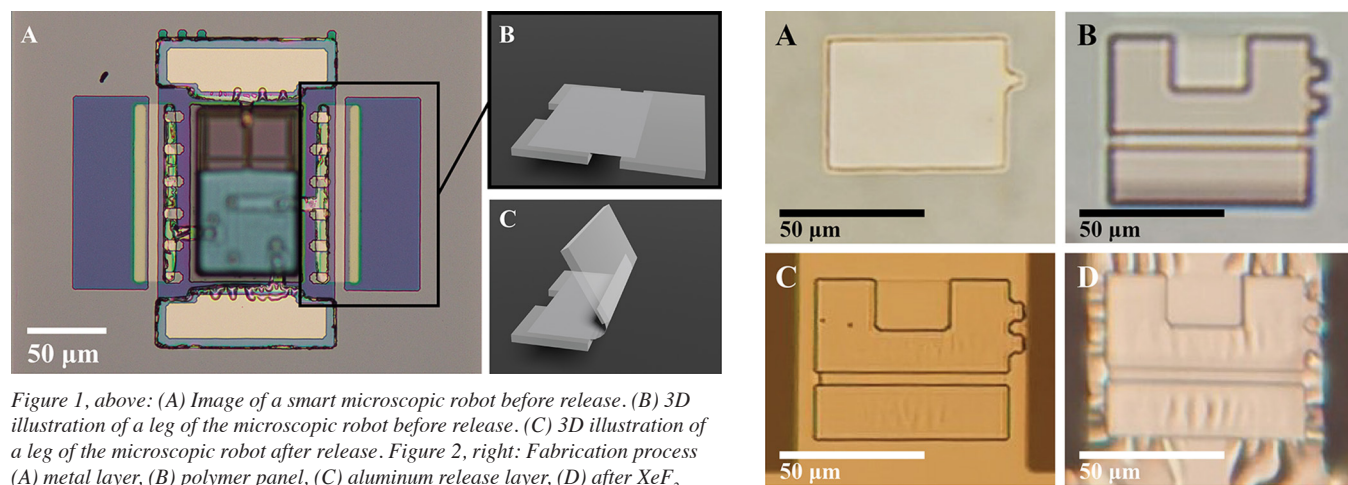 A
50 µm
B
C
A
50 µm
B
50 µm
C
50 µm
D
50 µm
Figure 1, above: (A) Image of a smart microscopic robot before release. (B) 3D
illustration of a leg of the microscopic robot before release. (C) 3D illustration of
a leg of the microscopic robot after release. Figure 2, right: Fabrication process
(A) metal layer, (B) polymer panel, (C) aluminum release layer, (D) after XeF₂